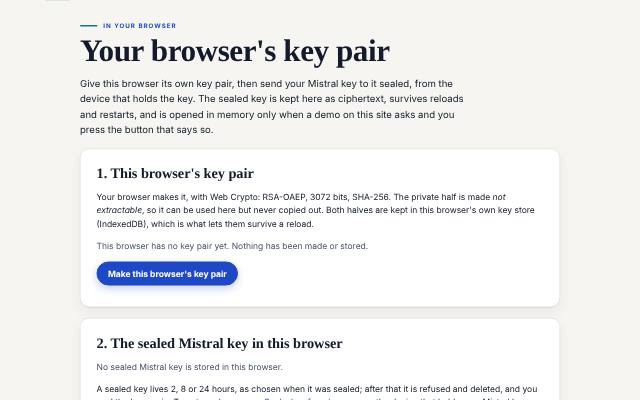 IN YOUR BROWSER
Your browser's key pair
Give this browser its own key pair, then send your Mistral key to it sealed, from the
device that holds the key. The sealed key is kept here as ciphertext, survives reloads
and restarts, and is opened in memory only when a demo on this site asks and you
press the button that says so.
1. This browser's key pair
Your browser makes it, with Web Crypto: RSA-OAEP, 3072 bits, SHA-256. The private half is made not
extractable, so it can be used here but never copied out. Both halves are kept in this browser's own key store
(IndexedDB), which is what lets them survive a reload.
This browser has no key pair yet. Nothing has been made or stored.
Make this browser's key pair
2. The sealed Mistral key in this browser
No sealed Mistral key is stored in this browser.
A sealed key lives 2, 8 or 24 hours, as chosen when it was sealed; after that it is refused and deleted, and you